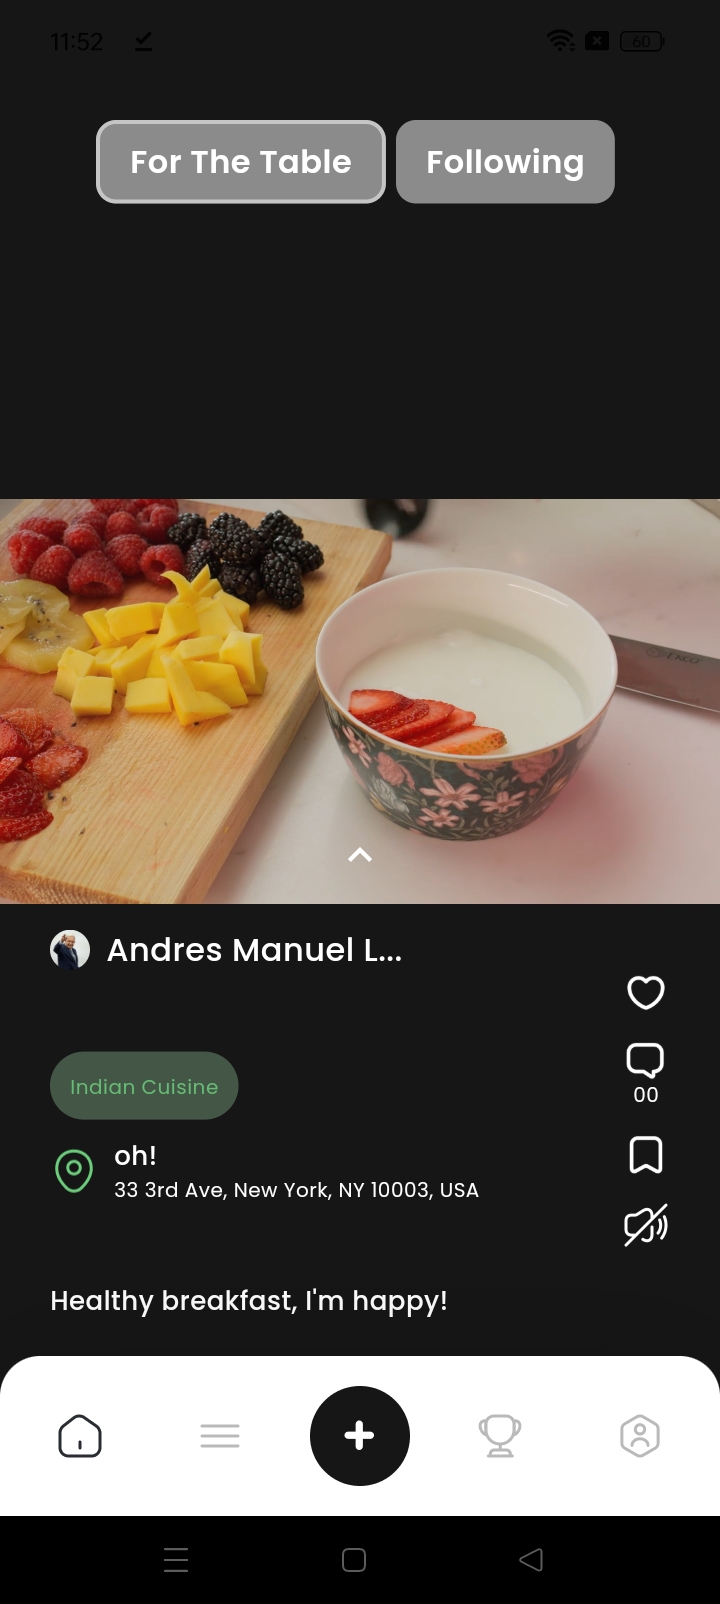 11:52
60
For The Table
Following
EKCO
Andres Manuel L...
00
Indian Cuisine
oh!
33 3rd Ave, New York, NY 10003, USA
Healthy breakfast, I'm happy!